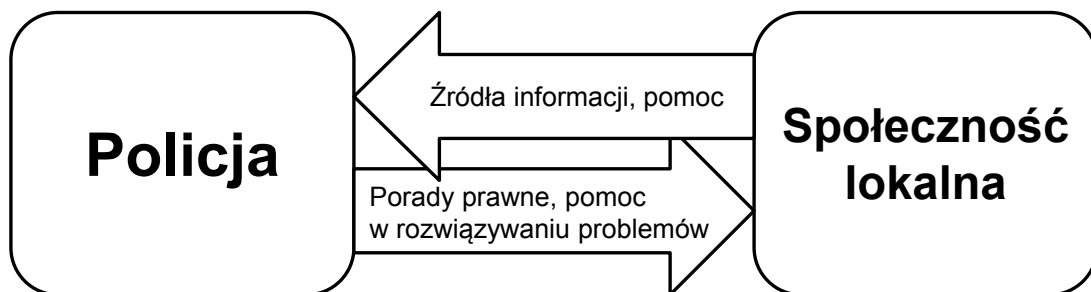 Policja
Źródła informacji, pomoc
Porady prawne, pomoc
w rozwiązywaniu problemów
Społeczność
lokalna